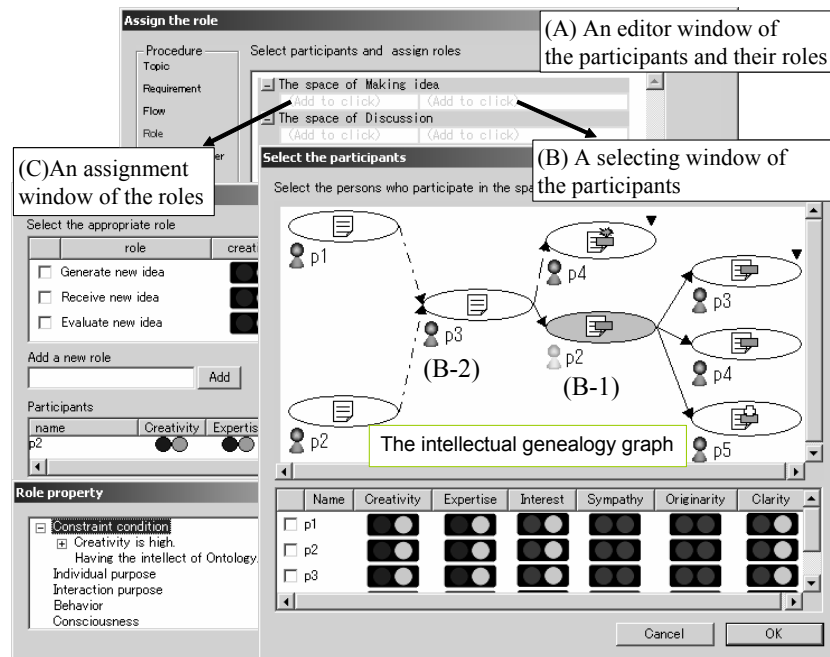 Assign the role
(A) An editor window of
the participants and their roles
Procedure
Topic
Requirement
Flow
Role
Select participants and assign roles
The space of Making idea
(Add to click) (Add to click)
The space of Discussion
(Add to click) (Add to click)
(C)An assignment
window of the roles
(B) A selecting window of
the participants
Select the appropriate role
role
Generate new idea
Receive new idea
Evaluate new idea
Add a new role
Add
Participants
name Creativity Expertis
p2
Role property
Constraint condition
Creativity is high.
Having the intellect of Ontology.
Individual purpose
Interaction purpose
Behavior
Consciousness
Select the participants
Select the persons who participate in the spa
p1
p4
p3
p3
p2
(B-2)
(B-1)
p4
p2
p5
The intellectual genealogy graph
Name Creativity Expertise Interest Sympathy Originarity Clarity
p1
p2
p3
Cancel OK